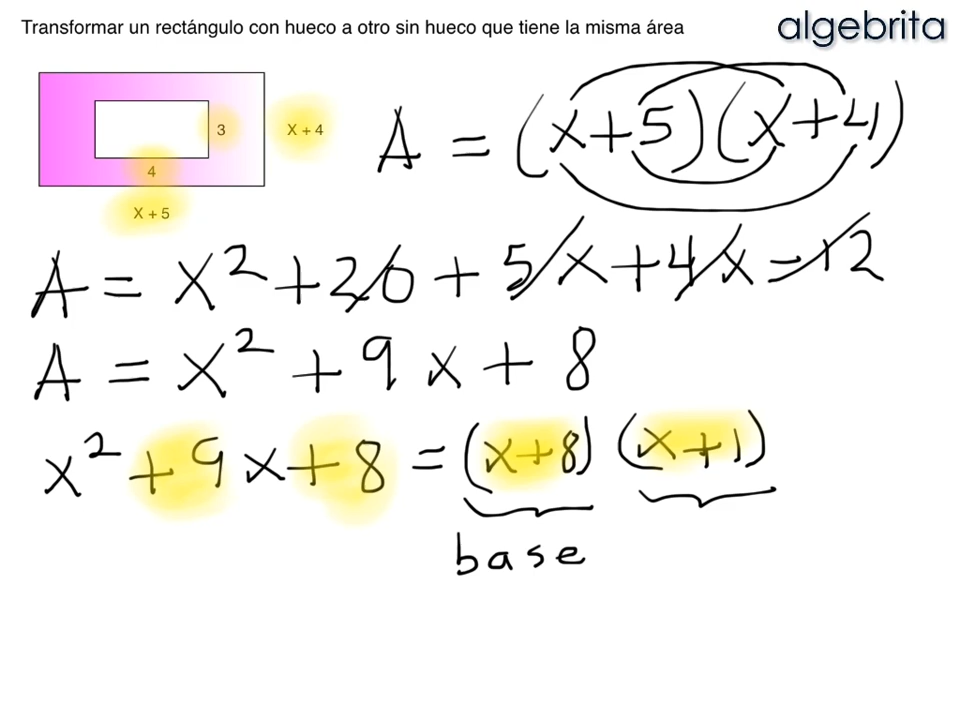 Transformar un rectángulo con hueco a otro sin hueco que tiene la misma área
algebrita
3
X + 4
4
X + 5
A = (x+5)(x+4)
A = x² + 20 + 5x + 4x - 12
A = x² + 9x + 8
x² + 9x + 8 = (x+8) (x+1)
base